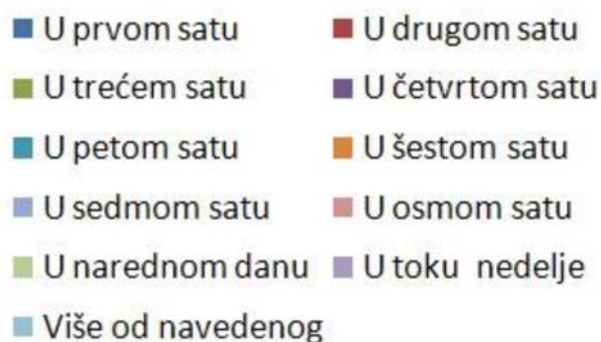 U prvom satu U drugom satu
U trećem satu U četvrtom satu
U petom satu U šestom satu
U sedmom satu U osmom satu
U narednom danu U toku nedelje
Više od navedenog